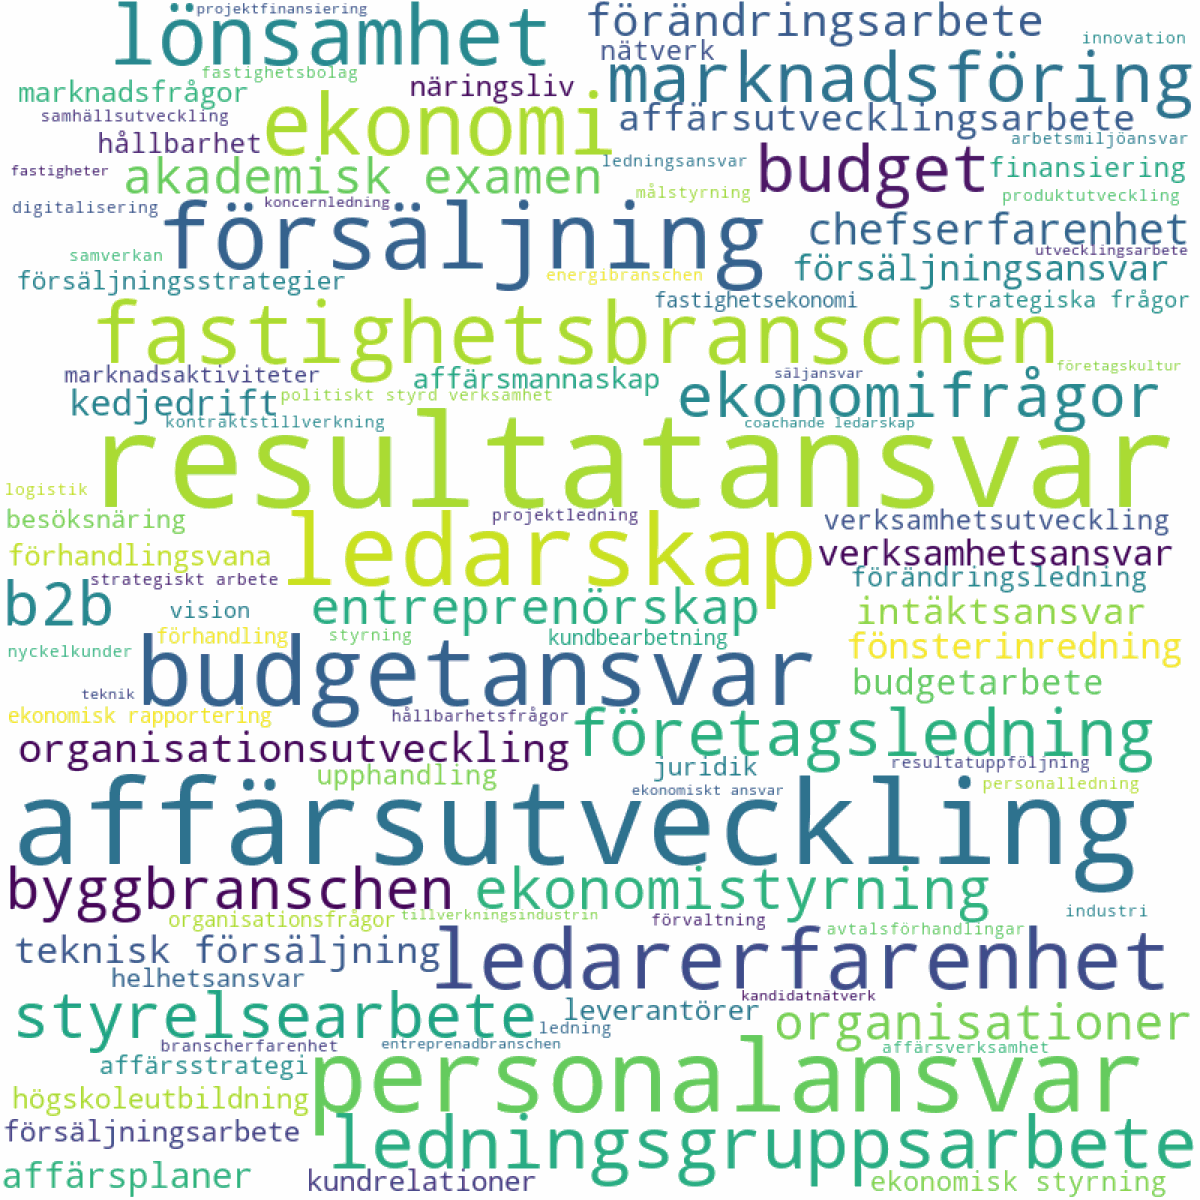 projektfinansiering
lönsamhet
förändringsarbete
nätverk
innovation
fastighetsbolag
marknadsföring
marknadsfrågor
näringsliv
ekonomi
samhällsutveckling
affärsutvecklingsarbete
hållbarhet
arbetsmiljöansvar
ledningsansvar
budget
finansiering
fastigheter
akademisk examen
målstyrning
produktutveckling
digitalisering
koncernledning
försäljning
chefserfarenhet
samverkan
utvecklingsarbete
energibranschen
försäljningsansvar
försäljningsstrategier
fastighetsekonomi
strategiska frågor
fastighetsbranschen
marknadsaktiviteter
affärsmannaskap
säljansvar
företagskultur
kedjedrift
politiskt styrd verksamhet
ekonomifrågor
kontraktstillverkning
coachande ledarskap
resultatansvar
logistik
besöksnäring
projektledning
verksamhetsutveckling
förhandlingsvana
ledarskap
verksamhetsansvar
strategiskt arbete
förändringsledning
b2b
vision
entreprenörskap
intäktsansvar
förhandling
styrning
kundbearbetning
fönsterinredning
nyckelkunder
budgetansvar
budgetarbete
teknik
ekonomisk rapportering
hållbarhetsfrågor
företagsledning
organisationsutveckling
upphandling
juridik
resultatuppföljning
ekonomiskt ansvar
personalledning
affärsutveckling
byggbranschen
ekonomistyrning
organisationsfrågor
tillverkningsindustrin
förvaltning
industri
avtalsförhandlingar
teknisk försäljning
ledarerfarenhet
helhetsansvar
kandidatnätverk
styrelsearbete
leverantörer
ledning
organisationer
branscherfarenhet
entreprenadbranschen
affärsverksamhet
affärsstrategi
personalansvar
högskoleutbildning
försäljningsarbete
ledningsgruppsarbete
affärsplaner
kundrelationer
ekonomisk styrning